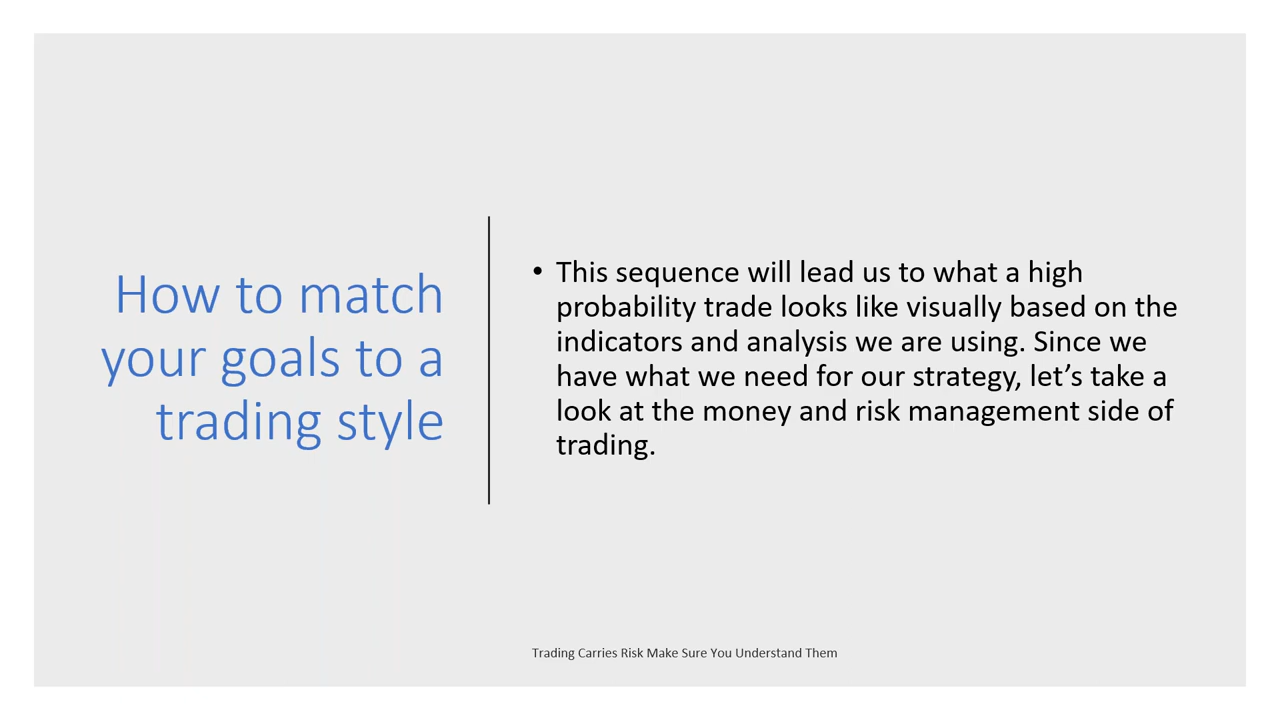 How to match
your goals to a
trading style
• This sequence will lead us to what a high
probability trade looks like visually based on the
indicators and analysis we are using. Since we
have what we need for our strategy, let’s take a
look at the money and risk management side of
trading.
Trading Carries Risk Make Sure You Understand Them